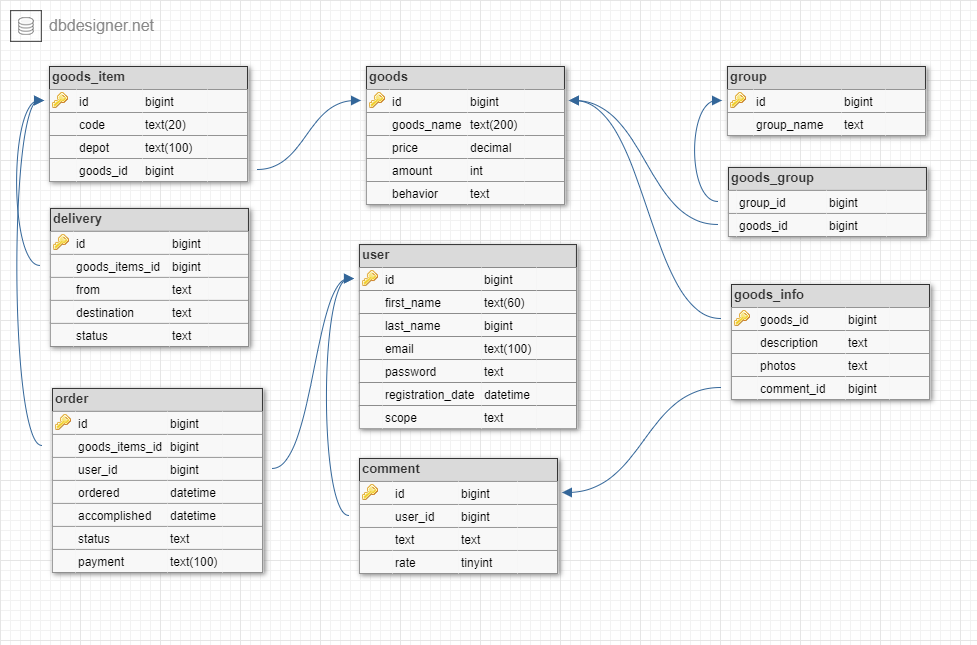 dbdesigner.net
goods_item
id bigint
code text(20)
depot text(100)
goods_id bigint
delivery
id bigint
goods_items_id bigint
from text
destination text
status text
order
id bigint
goods_items_id bigint
user_id bigint
ordered datetime
accomplished datetime
status text
payment text(100)
goods
id bigint
goods_name text(200)
price decimal
amount int
behavior text
user
id bigint
first_name text(60)
last_name bigint
email text(100)
password text
registration_date datetime
scope text
comment
id bigint
user_id bigint
text text
rate tinyint
group
id bigint
group_name text
goods_group
group_id bigint
goods_id bigint
goods_info
goods_id bigint
description text
photos text
comment_id bigint